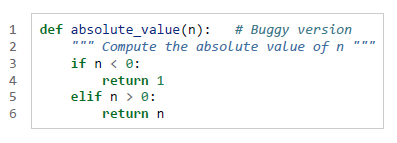 1 def absolute_value(n):   # Buggy version
2     """ Compute the absolute value of n """
3     if n < 0:
4         return 1
5     elif n > 0:
6         return n